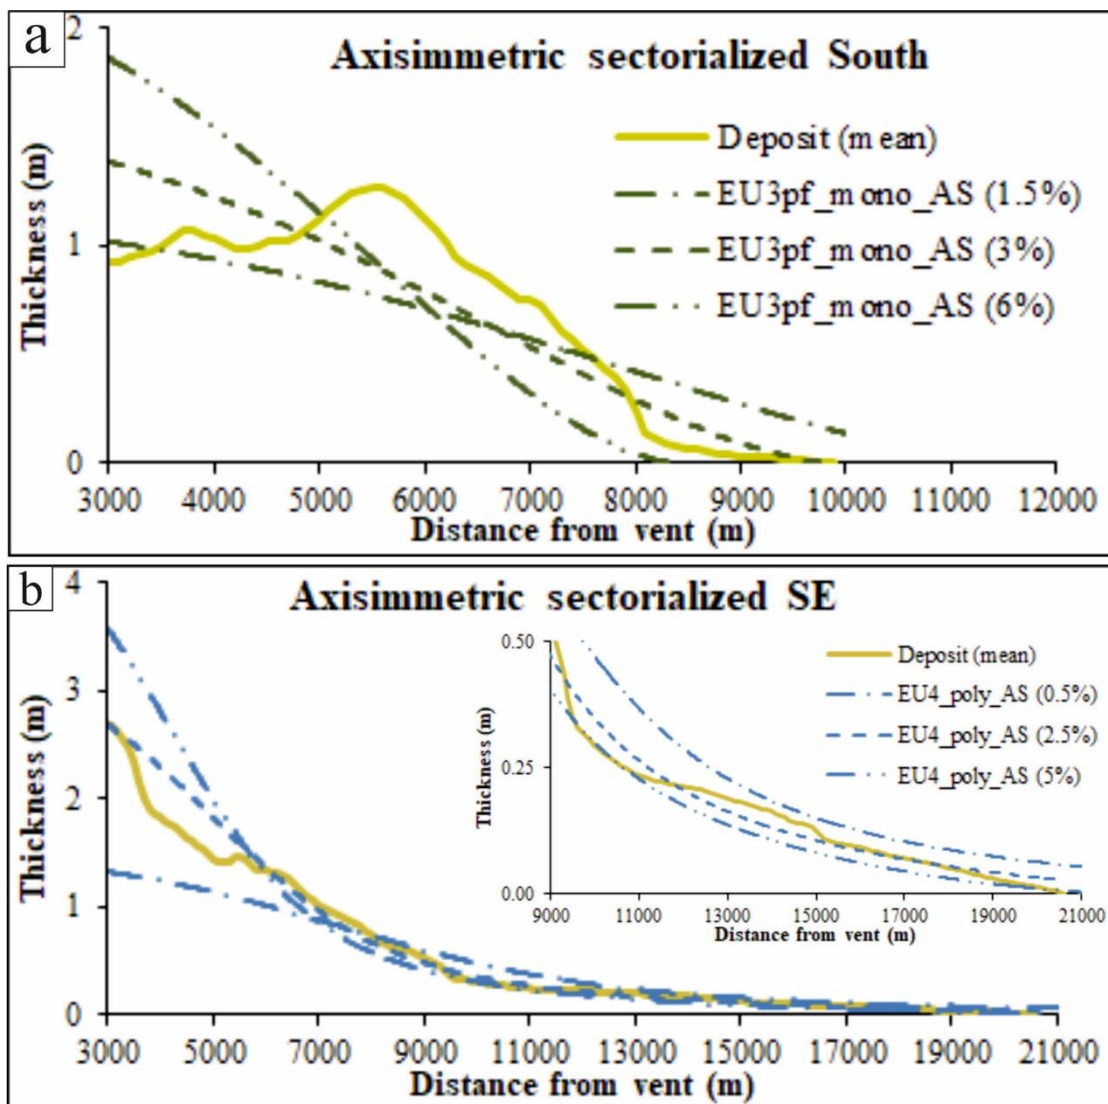 a
Axisimmetric sectorialized South
Deposit (mean)
EU3pf_mono_AS (1.5%)
EU3pf_mono_AS (3%)
EU3pf_mono_AS (6%)
Thickness (m)
2
1
0
3000 4000 5000 6000 7000 8000 9000 10000 11000 12000
Distance from vent (m)
b
Axisimmetric sectorialized SE
Thickness (m)
4
3
2
1
0
Thickness (m)
0.50
0.25
0.00
Deposit (mean)
EU4_poly_AS (0.5%)
EU4_poly_AS (2.5%)
EU4_poly_AS (5%)
9000 11000 13000 15000 17000 19000 21000
Distance from vent (m)
3000 5000 7000 9000 11000 13000 15000 17000 19000 21000
Distance from vent (m)